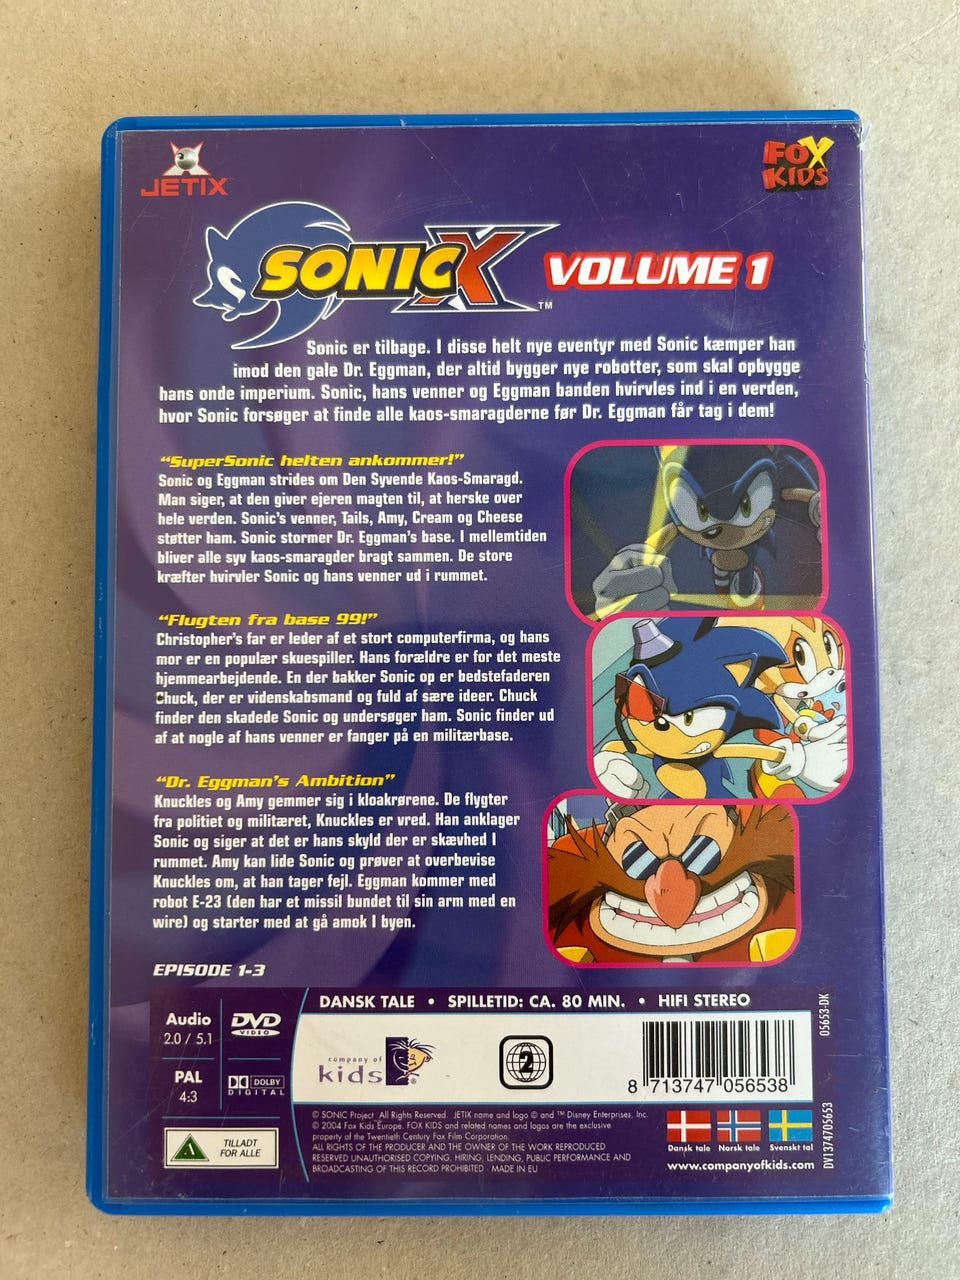 JETIX
FOX
KIDS
SONIC X
TM
VOLUME 1
Sonic er tilbage. I disse helt nye eventyr med Sonic kæmper han
imod den gale Dr. Eggman, der altid bygger nye robotter, som skal opbygge
hans onde imperium. Sonic, hans venner og Eggman banden hvirvles ind i en verden,
hvor Sonic forsøger at finde alle kaos-smaragderne før Dr. Eggman får tag i dem!
“SuperSonic helten ankommer!”
Sonic og Eggman strides om Den Syvende Kaos-Smaragd.
Man siger, at den giver ejeren magten til, at herske over
hele verden. Sonic's venner, Tails, Amy, Cream og Cheese
støtter ham. Sonic stormer Dr. Eggman's base. I mellemtiden
bliver alle syv kaos-smaragder bragt sammen. De store
kræfter hvirvler Sonic og hans venner ud i rummet.
“Flugten fra base 99!”
Christopher's far er leder af et stort computerfirma, og hans
mor er en populær skuespiller. Hans forældre er for det meste
hjemmearbejdende. En der bakker Sonic op er bedstefaderen
Chuck, der er videnskabsmand og fuld af sære ideer. Chuck
finder den skadede Sonic og undersøger ham. Sonic finder ud
af at nogle af hans venner er fanger på en militærbase.
“Dr. Eggman's Ambition”
Knuckles og Amy gemmer sig i kloakrørene. De flygter
fra politiet og militæret, Knuckles er vred. Han anklager
Sonic og siger at det er hans skyld der er skævhed I
rummet. Amy kan lide Sonic og prøver at overbevise
Knuckles om, at han tager fejl. Eggman kommer med
robot E-23 (den har et missil bundet til sin arm med en
wire) og starter med at gå amok I byen.
EPISODE 1-3
DANSK TALE • SPILLETID: CA. 80 MIN. • HIFI STEREO
Audio
2.0 / 5.1
DVD
VIDEO
PAL
4:3
DOLBY
DIGITAL
company of
kids
®
2
8 713747 056538
05653-DK
DV1374705653
A
TILLADT
FOR ALLE
© SONIC Project. All Rights Reserved. JETIX name and logo © and ™ Disney Enterprises, Inc.
© 2004 Fox Kids Europe. FOX KIDS and related names and logos are the exclusive
property of the Twentieth Century Fox Film Corporation.
ALL RIGHTS OF THE PRODUCER AND THE OWNER OF THE WORK REPRODUCED
RESERVED UNAUTHORISED COPYING, HIRING, LENDING, PUBLIC PERFORMANCE AND
BROADCASTING OF THIS RECORD PROHIBITED · MADE IN EU
Dansk tale Norsk tale Svenskt tal
www.companyofkids.com